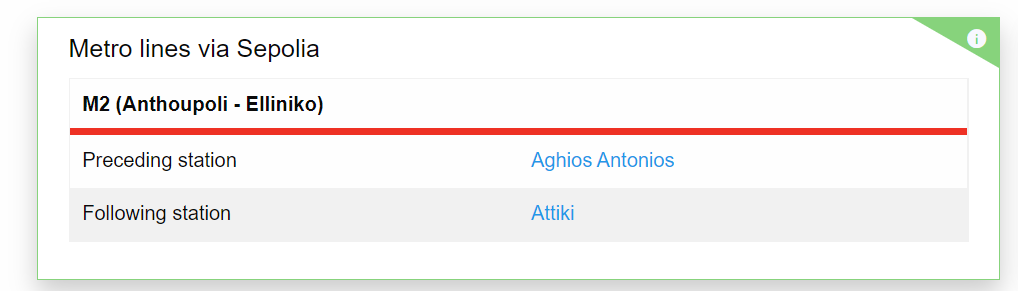 Metro lines via Sepolia
M2 (Anthoupoli - Elliniko)
Preceding station Aghios Antonios
Following station Attiki